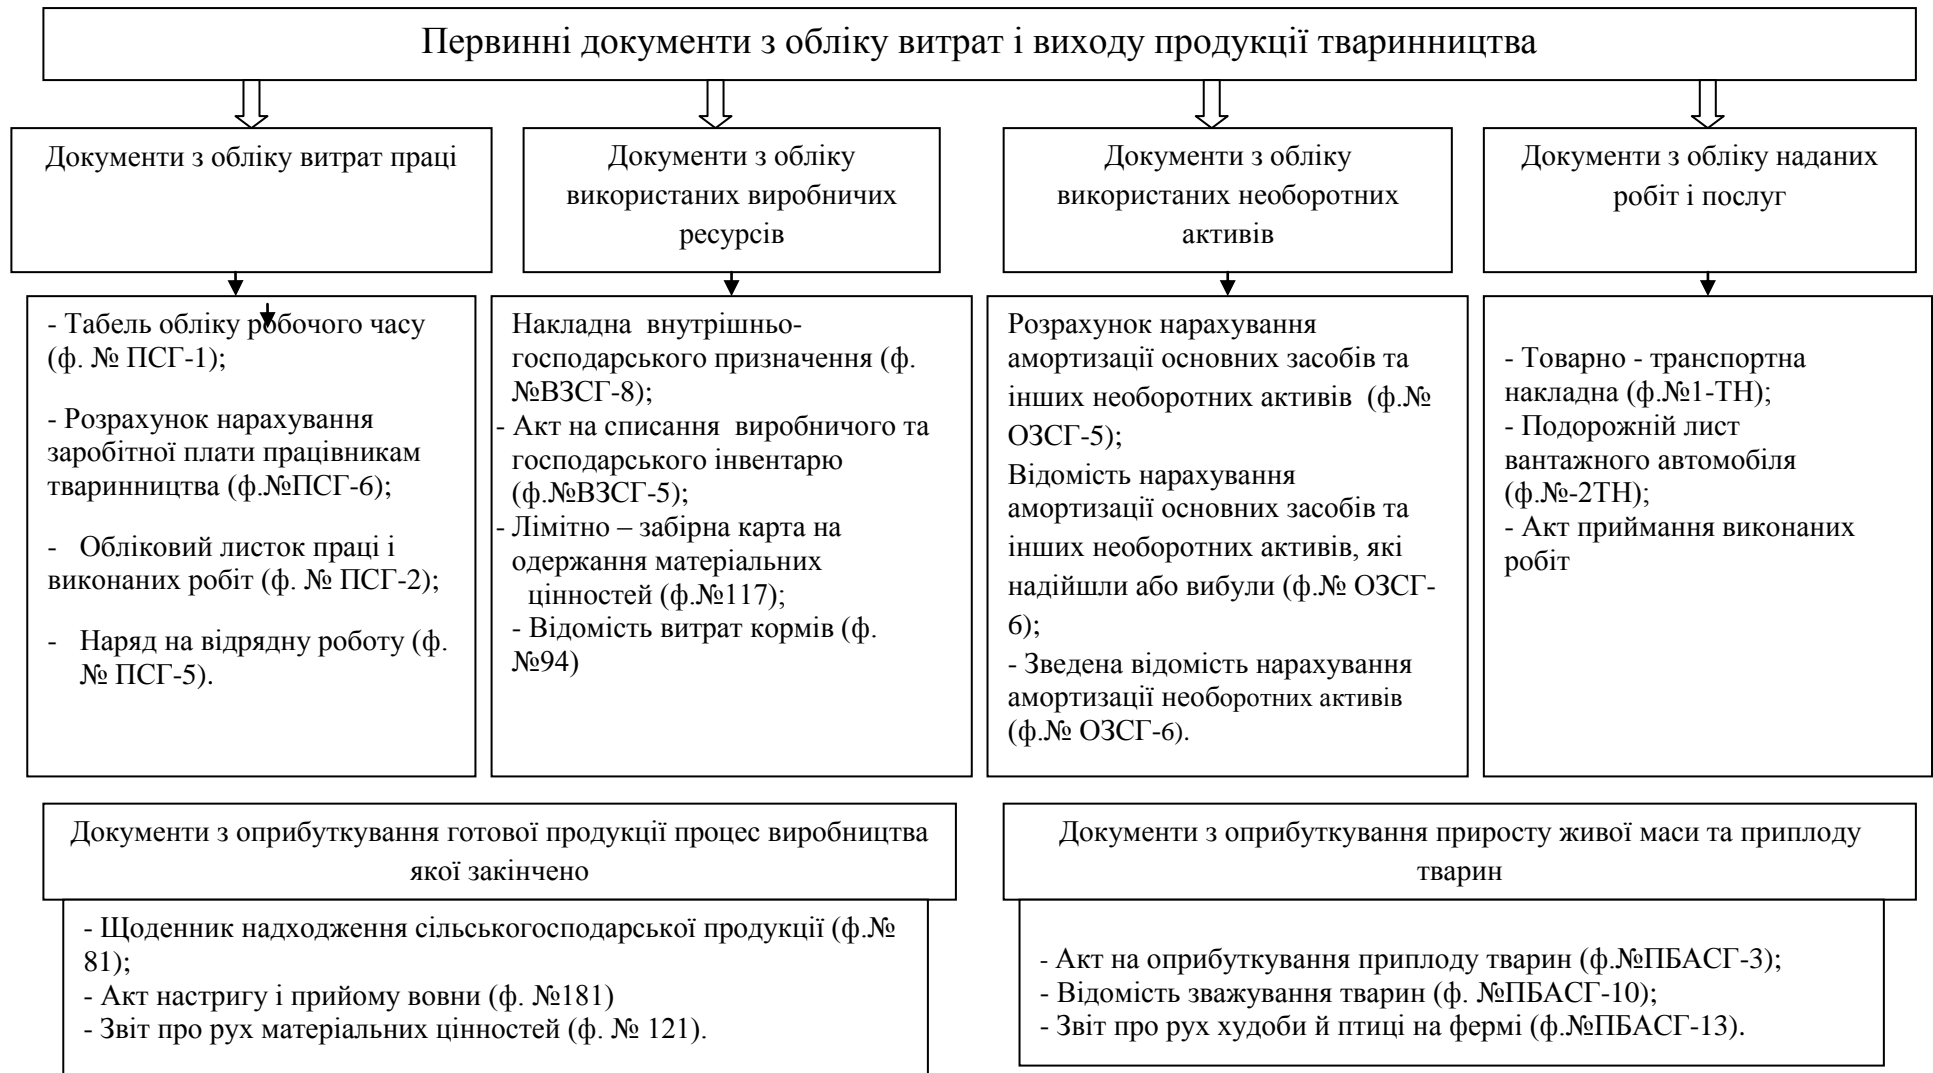 Первинні документи з обліку витрат і виходу продукції тваринництва
Документи з обліку витрат праці
Документи з обліку
використаних виробничих
ресурсів
Документи з обліку
використаних необоротних
активів
Документи з обліку наданих
робіт і послуг
- Табель обліку робочого часу
(ф. № ПСГ-1);
- Розрахунок нарахування
заробітної плати працівникам
тваринництва (ф.№ПСГ-6);
- Обліковий листок праці і
виконаних робіт (ф. № ПСГ-2);
- Наряд на відрядну роботу (ф.
№ ПСГ-5).
Накладна внутрішньо-
господарського призначення (ф.
№ВЗСГ-8);
- Акт на списання виробничого та
господарського інвентарю
(ф.№ВЗСГ-5);
- Лімітно – забірна карта на
одержання матеріальних
цінностей (ф.№117);
- Відомість витрат кормів (ф.
№94)
Розрахунок нарахування
амортизації основних засобів та
інших необоротних активів (ф.№
ОЗСГ-5);
Відомість нарахування
амортизації основних засобів та
інших необоротних активів, які
надійшли або вибули (ф.№ ОЗСГ-
6);
- Зведена відомість нарахування
амортизації необоротних активів
(ф.№ ОЗСГ-6).
- Товарно - транспортна
накладна (ф.№1-ТН);
- Подорожній лист
вантажного автомобіля
(ф.№-2ТН);
- Акт приймання виконаних
робіт
Документи з оприбуткування готової продукції процес виробництва
якої закінчено
- Щоденник надходження сільськогосподарської продукції (ф.№
81);
- Акт настригу і прийому вовни (ф. №181)
- Звіт про рух матеріальних цінностей (ф. № 121).
Документи з оприбуткування приросту живої маси та приплоду
тварин
- Акт на оприбуткування приплоду тварин (ф.№ПБАСГ-3);
- Відомість зважування тварин (ф. №ПБАСГ-10);
- Звіт про рух худоби й птиці на фермі (ф.№ПБАСГ-13).